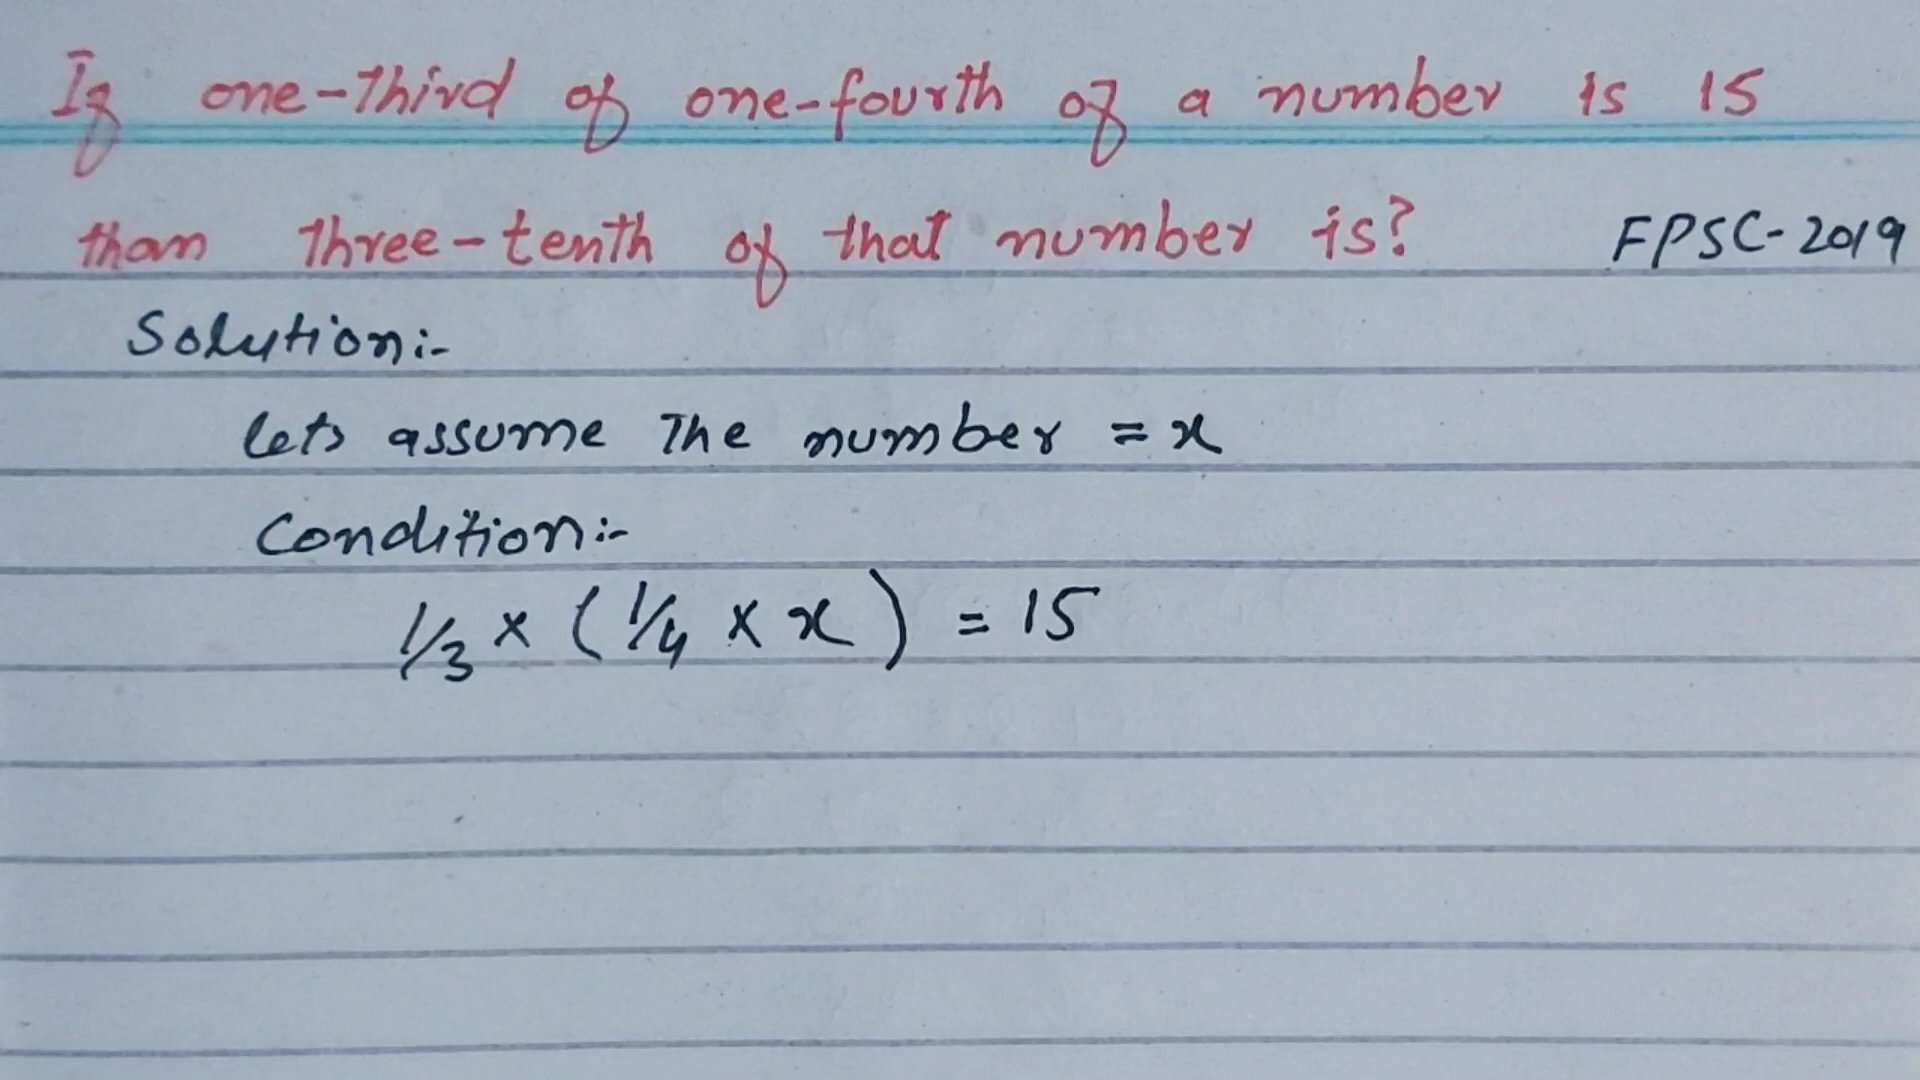 If one-third of one-fourth of a number is 15
than three-tenth of that number is? FPSC-2019
Solution:-
lets assume The number = x
Condition:-
1/3 × (1/4 × x) = 15